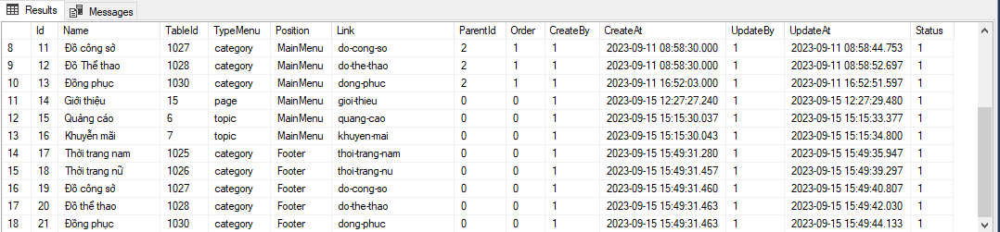 Results Messages
Id Name TableId TypeMenu Position Link ParentId Order CreateBy CreateAt UpdateBy UpdateAt Status
8 11 Đồ công sở 1027 category MainMenu do-cong-so 2 1 1 2023-09-11 08:58:30.000 1 2023-09-11 08:58:44.753 1
9 12 Đồ Thể thao 1028 category MainMenu do-the-thao 2 1 1 2023-09-11 08:58:30.000 1 2023-09-11 08:58:52.697 1
10 13 Đồng phục 1030 category MainMenu dong-phuc 2 1 1 2023-09-11 16:52:03.000 1 2023-09-11 16:52:51.597 1
11 14 Giới thiệu 15 page MainMenu gioi-thieu 0 0 1 2023-09-15 12:27:27.240 1 2023-09-15 12:27:29.480 1
12 15 Quảng cáo 6 topic MainMenu quang-cao 0 0 1 2023-09-15 15:15:30.037 1 2023-09-15 15:15:33.377 1
13 16 Khuyễn mãi 7 topic MainMenu khuyen-mai 0 0 1 2023-09-15 15:15:30.043 1 2023-09-15 15:15:34.800 1
14 17 Thời trang nam 1025 category Footer thoi-trang-nam 0 0 1 2023-09-15 15:49:31.280 1 2023-09-15 15:49:35.947 1
15 18 Thời trang nữ 1026 category Footer thoi-trang-nu 0 0 1 2023-09-15 15:49:31.457 1 2023-09-15 15:49:39.297 1
16 19 Đồ công sở 1027 category Footer do-cong-so 0 0 1 2023-09-15 15:49:31.460 1 2023-09-15 15:49:40.807 1
17 20 Đồ thể thao 1028 category Footer do-the-thao 0 0 1 2023-09-15 15:49:31.463 1 2023-09-15 15:49:42.030 1
18 21 Đồng phục 1030 category Footer dong-phuc 0 0 1 2023-09-15 15:49:31.463 1 2023-09-15 15:49:44.133 1